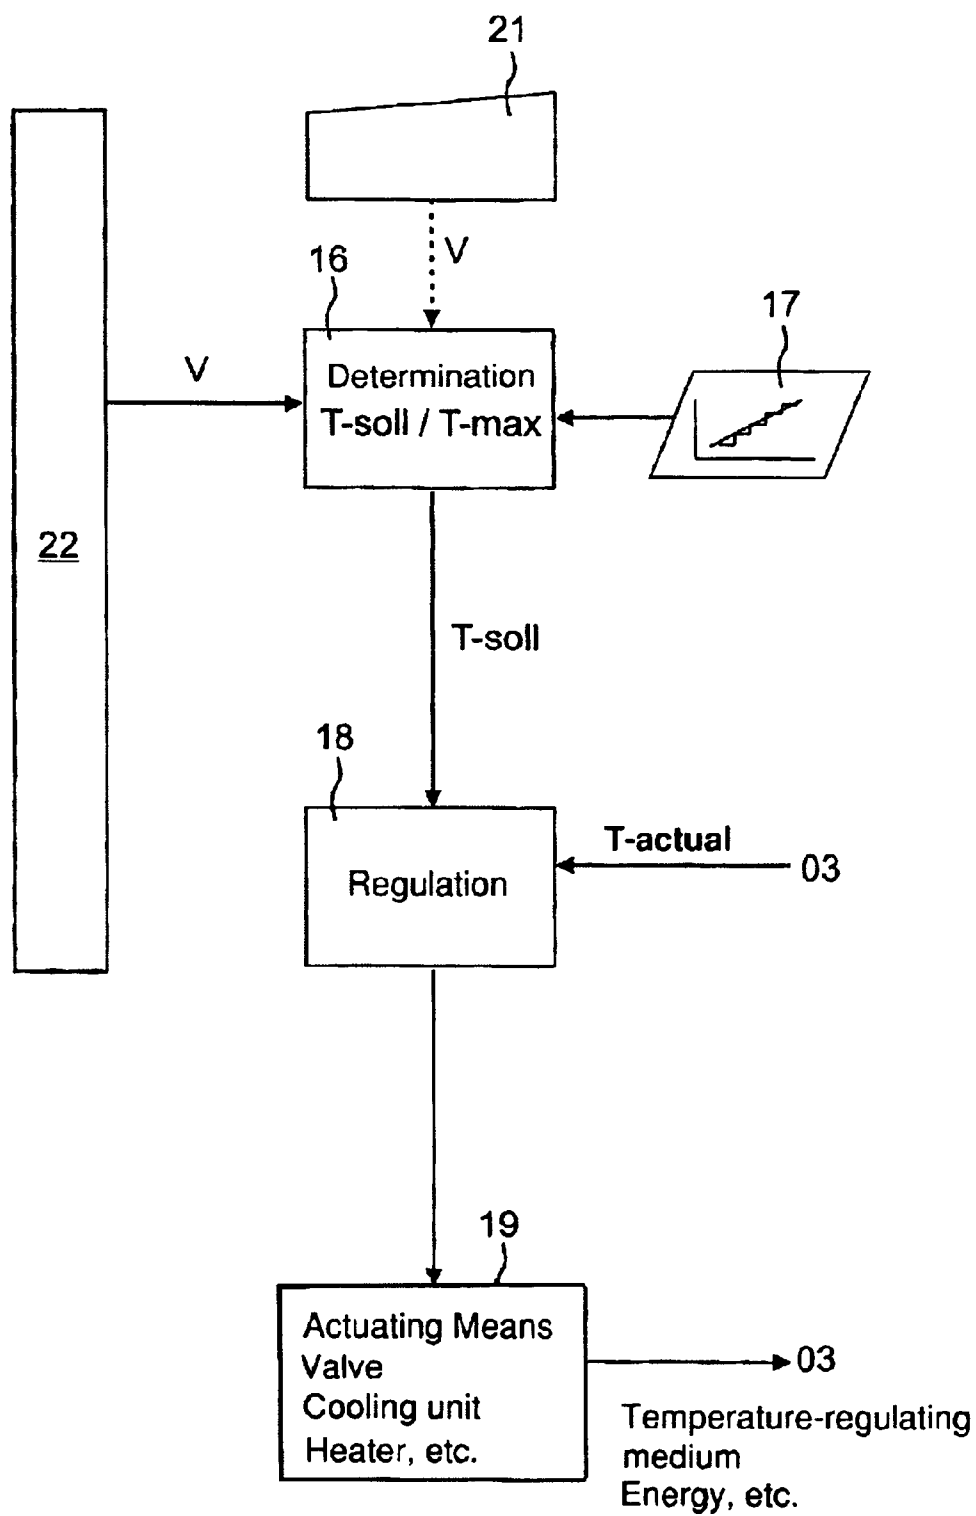 21
V
16
17
V
Determination
T-soll / T-max
22
T-soll
18
T-actual
03
Regulation
19
Actuating Means
Valve
Cooling unit
Heater, etc.
03
Temperature-regulating
medium
Energy, etc.